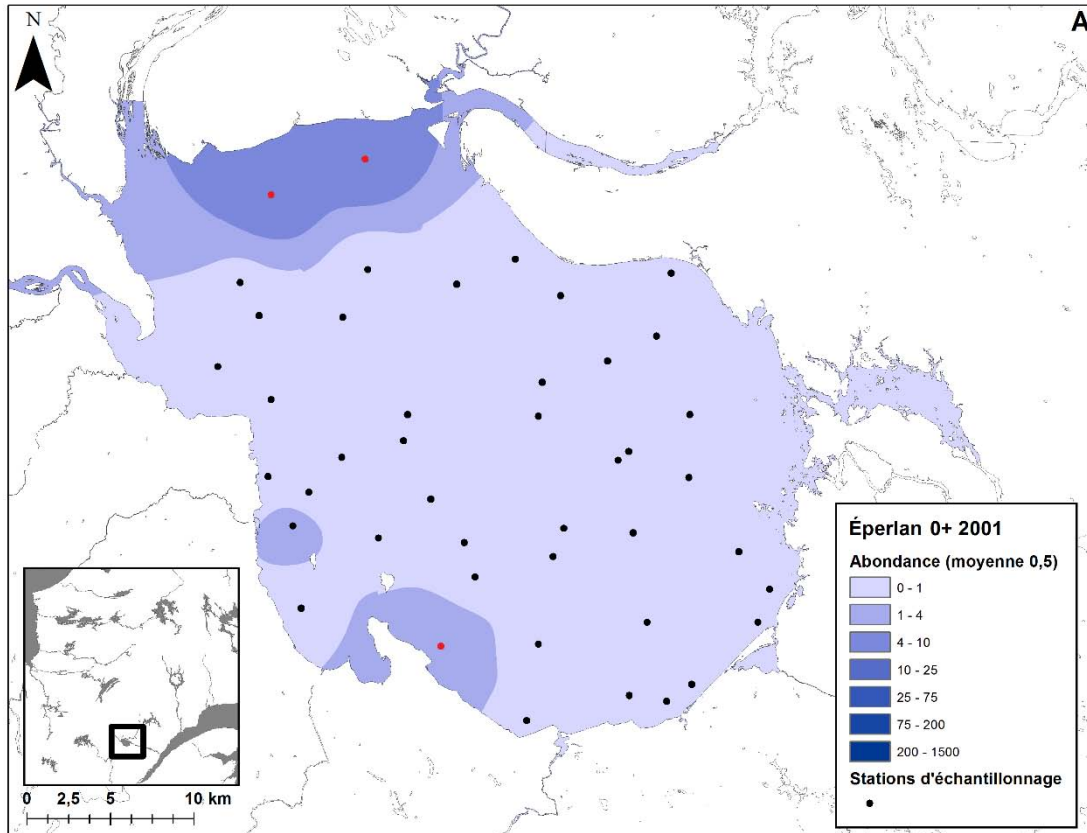 N
A
Éperlan 0+ 2001
Abondance (moyenne 0,5)
0 - 1
1 - 4
4 - 10
10 - 25
25 - 75
75 - 200
200 - 1500
Stations d'échantillonnage
0 2,5 5 10 km